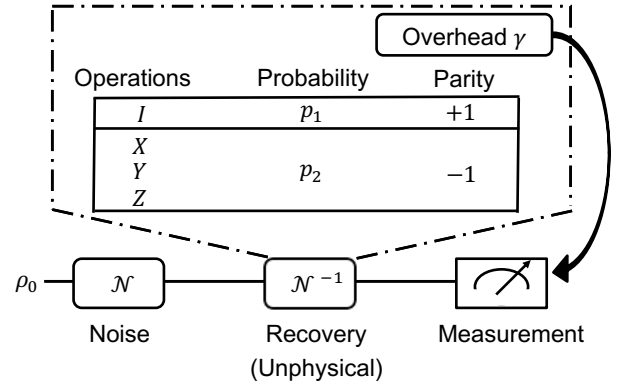 Overhead γ
Operations Probability Parity
I p₁ +1
X
Y p₂ −1
Z
ρ₀ 𝒩 𝒩⁻¹
Noise Recovery Measurement
(Unphysical)